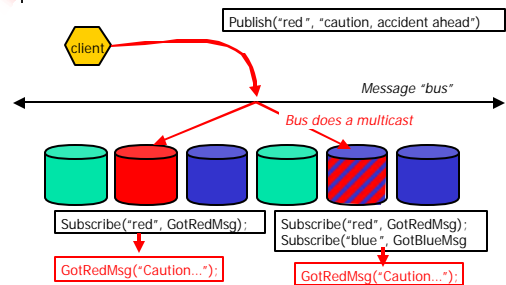 Publish(“red”, “caution, accident ahead”)
client
Message “bus”
Bus does a multicast
Subscribe(“red”, GotRedMsg);
Subscribe(“red”, GotRedMsg);
Subscribe(“blue”, GotBlueMsg
GotRedMsg(“Caution...”);
GotRedMsg(“Caution...”);